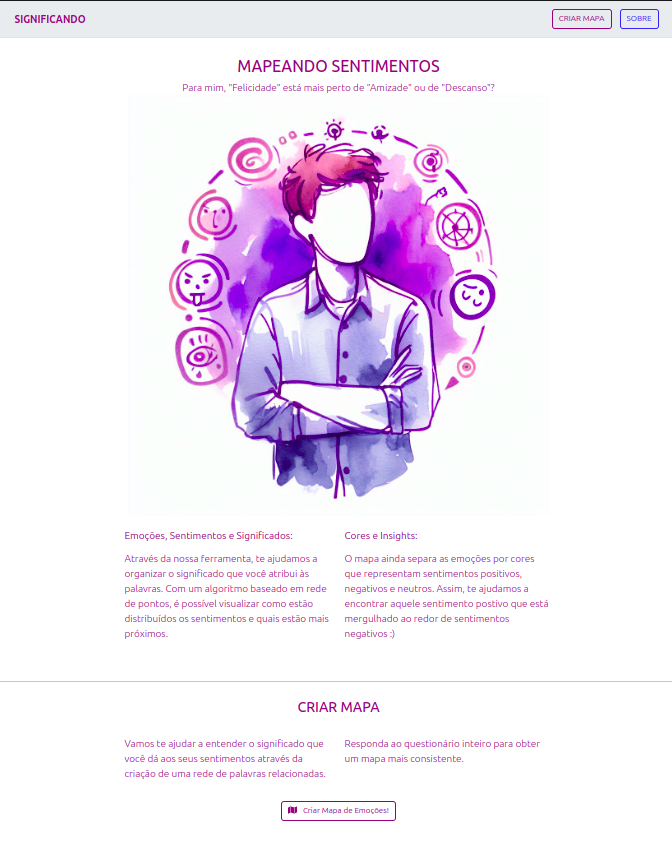 SIGNIFICANDO
CRIAR MAPA
SOBRE
MAPEANDO SENTIMENTOS
Para mim, "Felicidade" está mais perto de "Amizade" ou de "Descanso"?
Emoções, Sentimentos e Significados:
Através da nossa ferramenta, te ajudamos a
organizar o significado que você atribui às
palavras. Com um algoritmo baseado em rede
de pontos, é possível visualizar como estão
distribuídos os sentimentos e quais estão mais
próximos.
Cores e Insights:
O mapa ainda separa as emoções por cores
que representam sentimentos positivos,
negativos e neutros. Assim, te ajudamos a
encontrar aquele sentimento postivo que está
mergulhado ao redor de sentimentos
negativos :)
CRIAR MAPA
Vamos te ajudar a entender o significado que
você dá aos seus sentimentos através da
criação de uma rede de palavras relacionadas.
Responda ao questionário inteiro para obter
um mapa mais consistente.
Criar Mapa de Emoções!